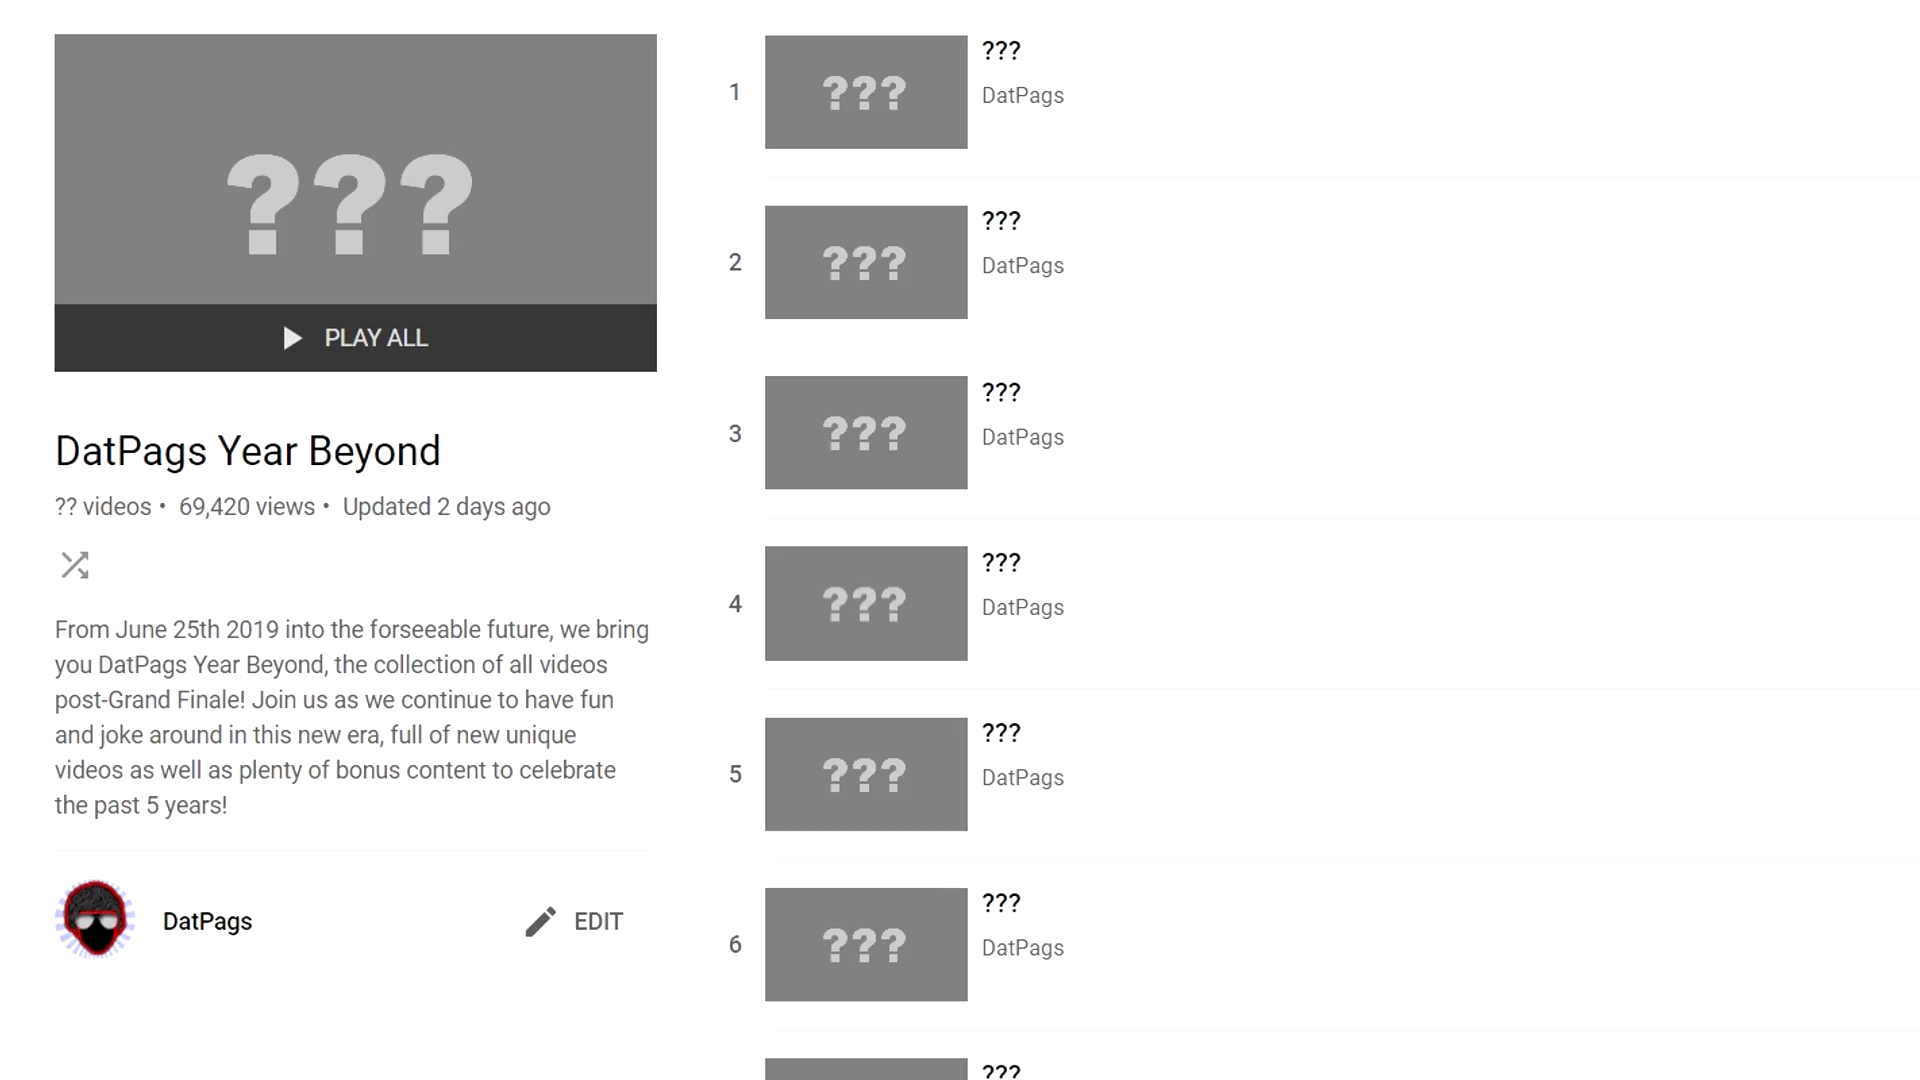 ???
PLAY ALL
DatPags Year Beyond
?? videos • 69,420 views • Updated 2 days ago
From June 25th 2019 into the forseeable future, we bring
you DatPags Year Beyond, the collection of all videos
post-Grand Finale! Join us as we continue to have fun
and joke around in this new era, full of new unique
videos as well as plenty of bonus content to celebrate
the past 5 years!
DatPags
EDIT
1
???
???
DatPags
2
???
???
DatPags
3
???
???
DatPags
4
???
???
DatPags
5
???
???
DatPags
6
???
???
DatPags
???